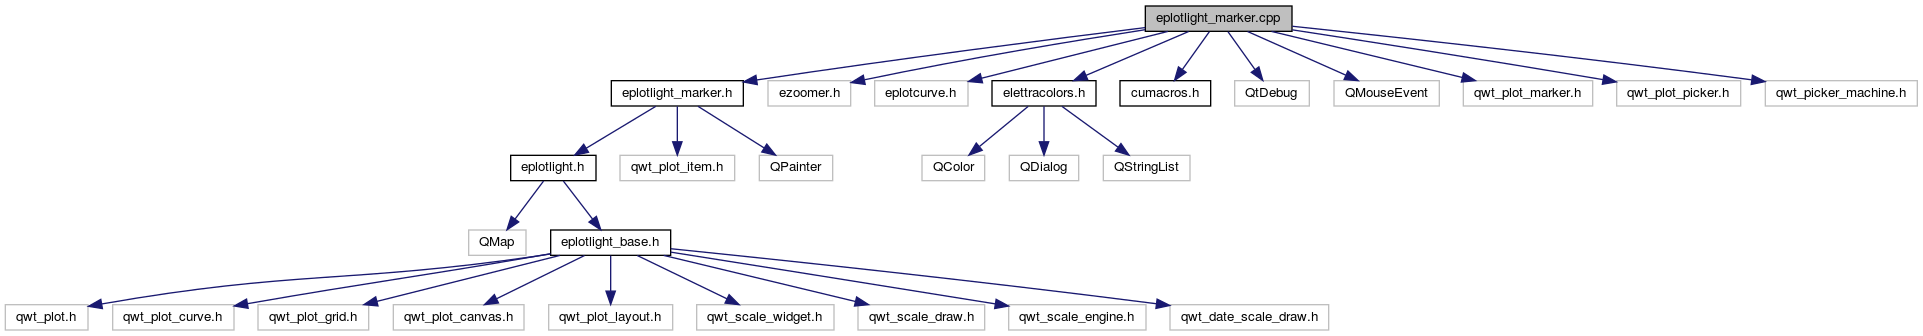 eplotlight_marker.cpp
eplotlight_marker.h
ezoomer.h
eplotcurve.h
elettracolors.h
cumacros.h
QtDebug
QMouseEvent
qwt_plot_marker.h
qwt_plot_picker.h
qwt_picker_machine.h
eplotlight.h
qwt_plot_item.h
QPainter
QColor
QDialog
QStringList
QMap
eplotlight_base.h
qwt_plot.h
qwt_plot_curve.h
qwt_plot_grid.h
qwt_plot_canvas.h
qwt_plot_layout.h
qwt_scale_widget.h
qwt_scale_draw.h
qwt_scale_engine.h
qwt_date_scale_draw.h